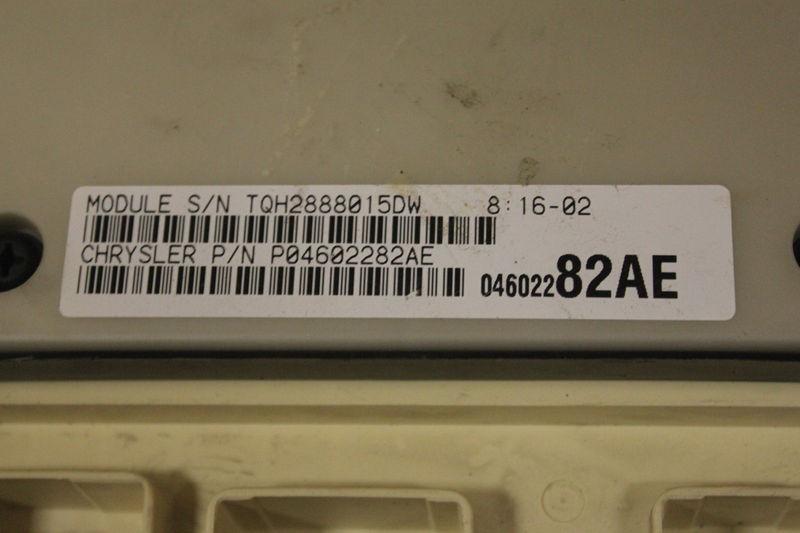 MODULE S/N TQH2888015DW 8:16-02
CHRYSLER P/N P04602282AE
04602282AE